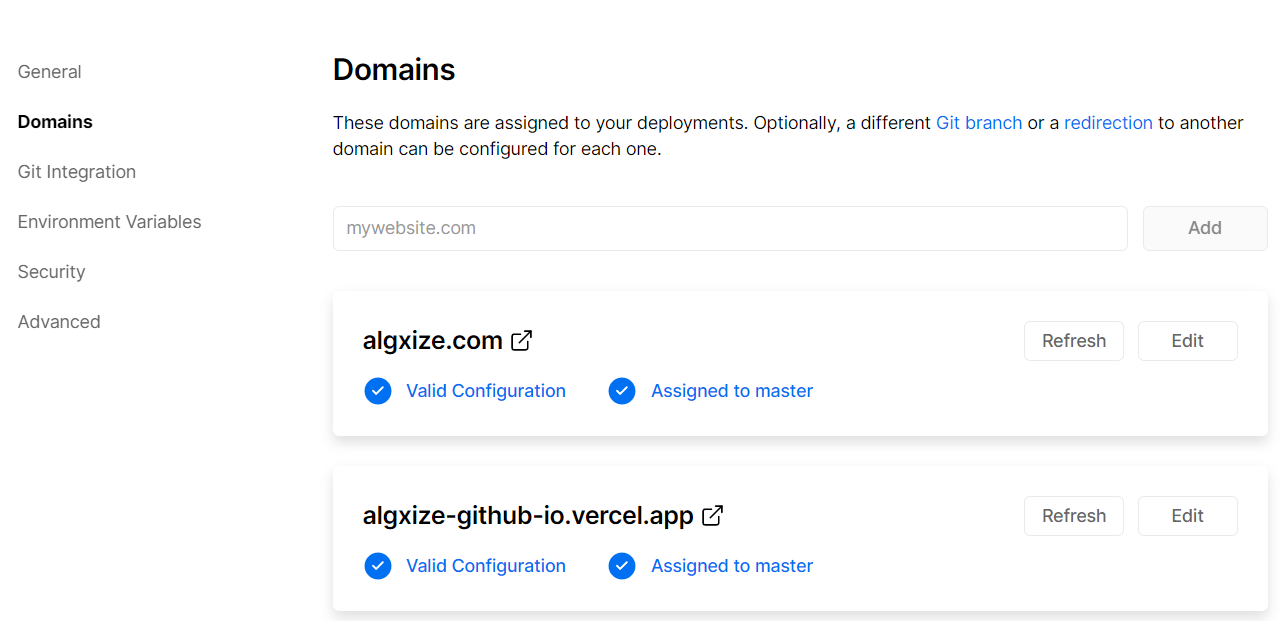 General
Domains
Git Integration
Environment Variables
Security
Advanced
Domains
These domains are assigned to your deployments. Optionally, a different Git branch or a redirection to another
domain can be configured for each one.
mywebsite.com
Add
algxize.com
Refresh
Edit
Valid Configuration
Assigned to master
algxize-github-io.vercel.app
Refresh
Edit
Valid Configuration
Assigned to master